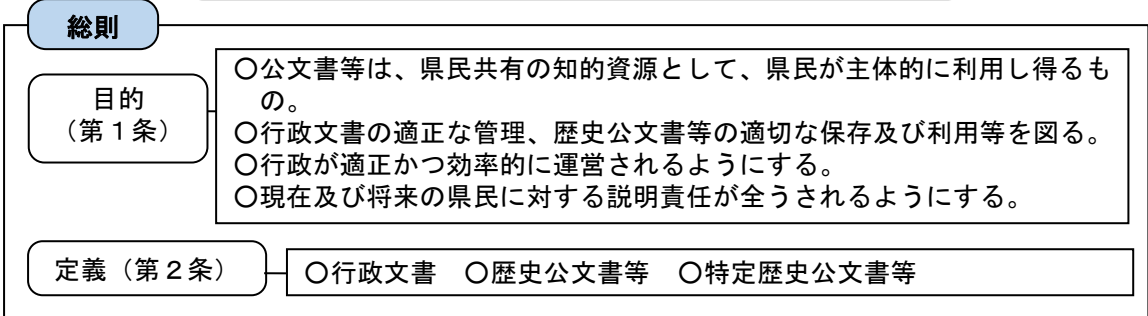 総則
目的
（第１条）
〇公文書等は、県民共有の知的資源として、県民が主体的に利用し得るも
の。
〇行政文書の適正な管理、歴史公文書等の適切な保存及び利用等を図る。
〇行政が適正かつ効率的に運営されるようにする。
〇現在及び将来の県民に対する説明責任が全うされるようにする。
定義（第２条）
〇行政文書　〇歴史公文書等　〇特定歴史公文書等